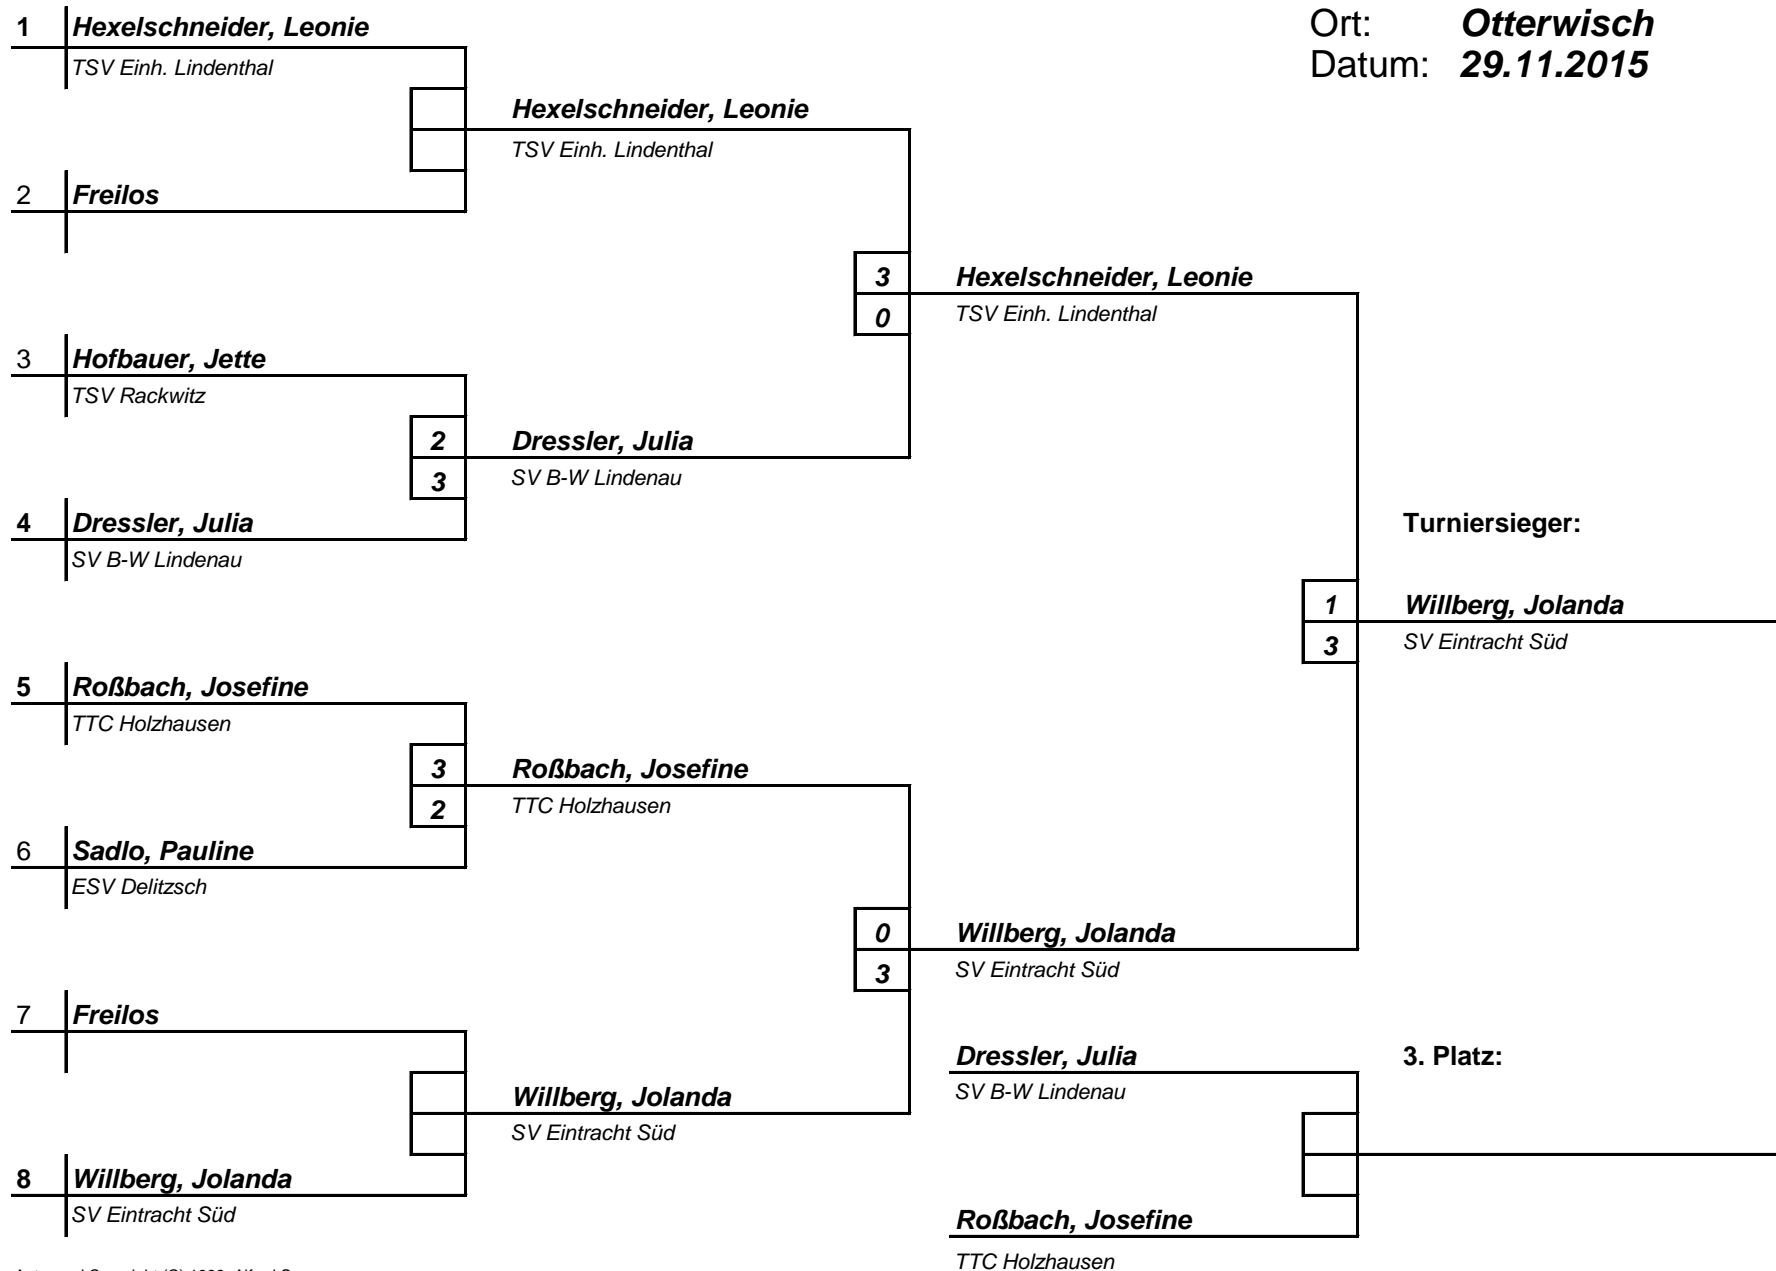 Ort: Otterwisch
Datum: 29.11.2015
1 Hexelschneider, Leonie
TSV Einh. Lindenthal
Hexelschneider, Leonie
TSV Einh. Lindenthal
2 Freilos
3 Hexelschneider, Leonie
0 TSV Einh. Lindenthal
3 Hofbauer, Jette
TSV Rackwitz
2 Dressler, Julia
3 SV B-W Lindenau
4 Dressler, Julia
SV B-W Lindenau
Turniersieger:
1 Willberg, Jolanda
3 SV Eintracht Süd
5 Roßbach, Josefine
TTC Holzhausen
3 Roßbach, Josefine
2 TTC Holzhausen
6 Sadlo, Pauline
ESV Delitzsch
0 Willberg, Jolanda
3 SV Eintracht Süd
7 Freilos
Willberg, Jolanda
SV Eintracht Süd
8 Willberg, Jolanda
SV Eintracht Süd
Dressler, Julia
SV B-W Lindenau
3. Platz:
Roßbach, Josefine
TTC Holzhausen